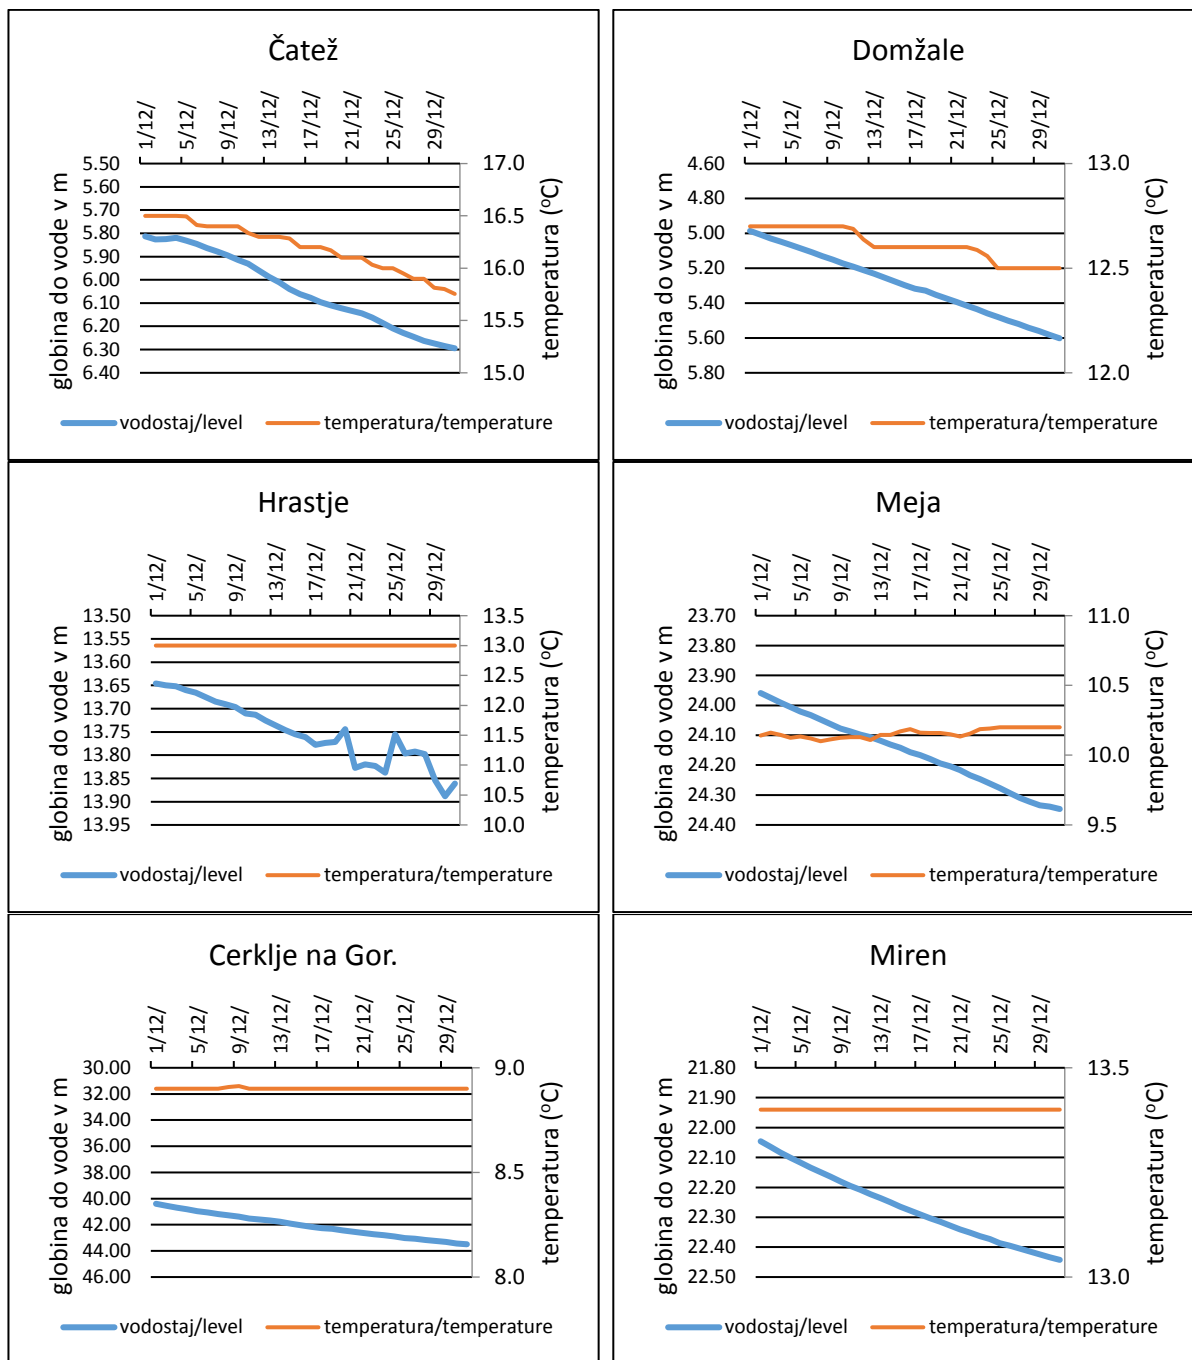 Čatež
1/12/ 5/12/ 9/12/ 13/12/ 17/12/ 21/12/ 25/12/ 29/12/
globina do vode v m
5.50
5.60
5.70
5.80
5.90
6.00
6.10
6.20
6.30
6.40
17.0
16.5
16.0
15.5
15.0
temperatura (°C)
vodostaj/level temperatura/temperature
Domžale
1/12/ 5/12/ 9/12/ 13/12/ 17/12/ 21/12/ 25/12/ 29/12/
globina do vode v m
4.60
4.80
5.00
5.20
5.40
5.60
5.80
13.0
12.5
12.0
temperatura (°C)
vodostaj/level temperatura/temperature
Hrastje
1/12/ 5/12/ 9/12/ 13/12/ 17/12/ 21/12/ 25/12/ 29/12/
globina do vode v m
13.50
13.55
13.60
13.65
13.70
13.75
13.80
13.85
13.90
13.95
13.5
13.0
12.5
12.0
11.5
11.0
10.5
10.0
temperatura (°C)
vodostaj/level temperatura/temperature
Meja
1/12/ 5/12/ 9/12/ 13/12/ 17/12/ 21/12/ 25/12/ 29/12/
globina do vode v m
23.70
23.80
23.90
24.00
24.10
24.20
24.30
24.40
11.0
10.5
10.0
9.5
temperatura (°C)
vodostaj/level temperatura/temperature
Cerklje na Gor.
1/12/ 5/12/ 9/12/ 13/12/ 17/12/ 21/12/ 25/12/ 29/12/
globina do vode v m
30.00
32.00
34.00
36.00
38.00
40.00
42.00
44.00
46.00
9.0
8.5
8.0
temperatura (°C)
vodostaj/level temperatura/temperature
Miren
1/12/ 5/12/ 9/12/ 13/12/ 17/12/ 21/12/ 25/12/ 29/12/
globina do vode v m
21.80
21.90
22.00
22.10
22.20
22.30
22.40
22.50
13.5
13.0
temperatura (°C)
vodostaj/level temperatura/temperature